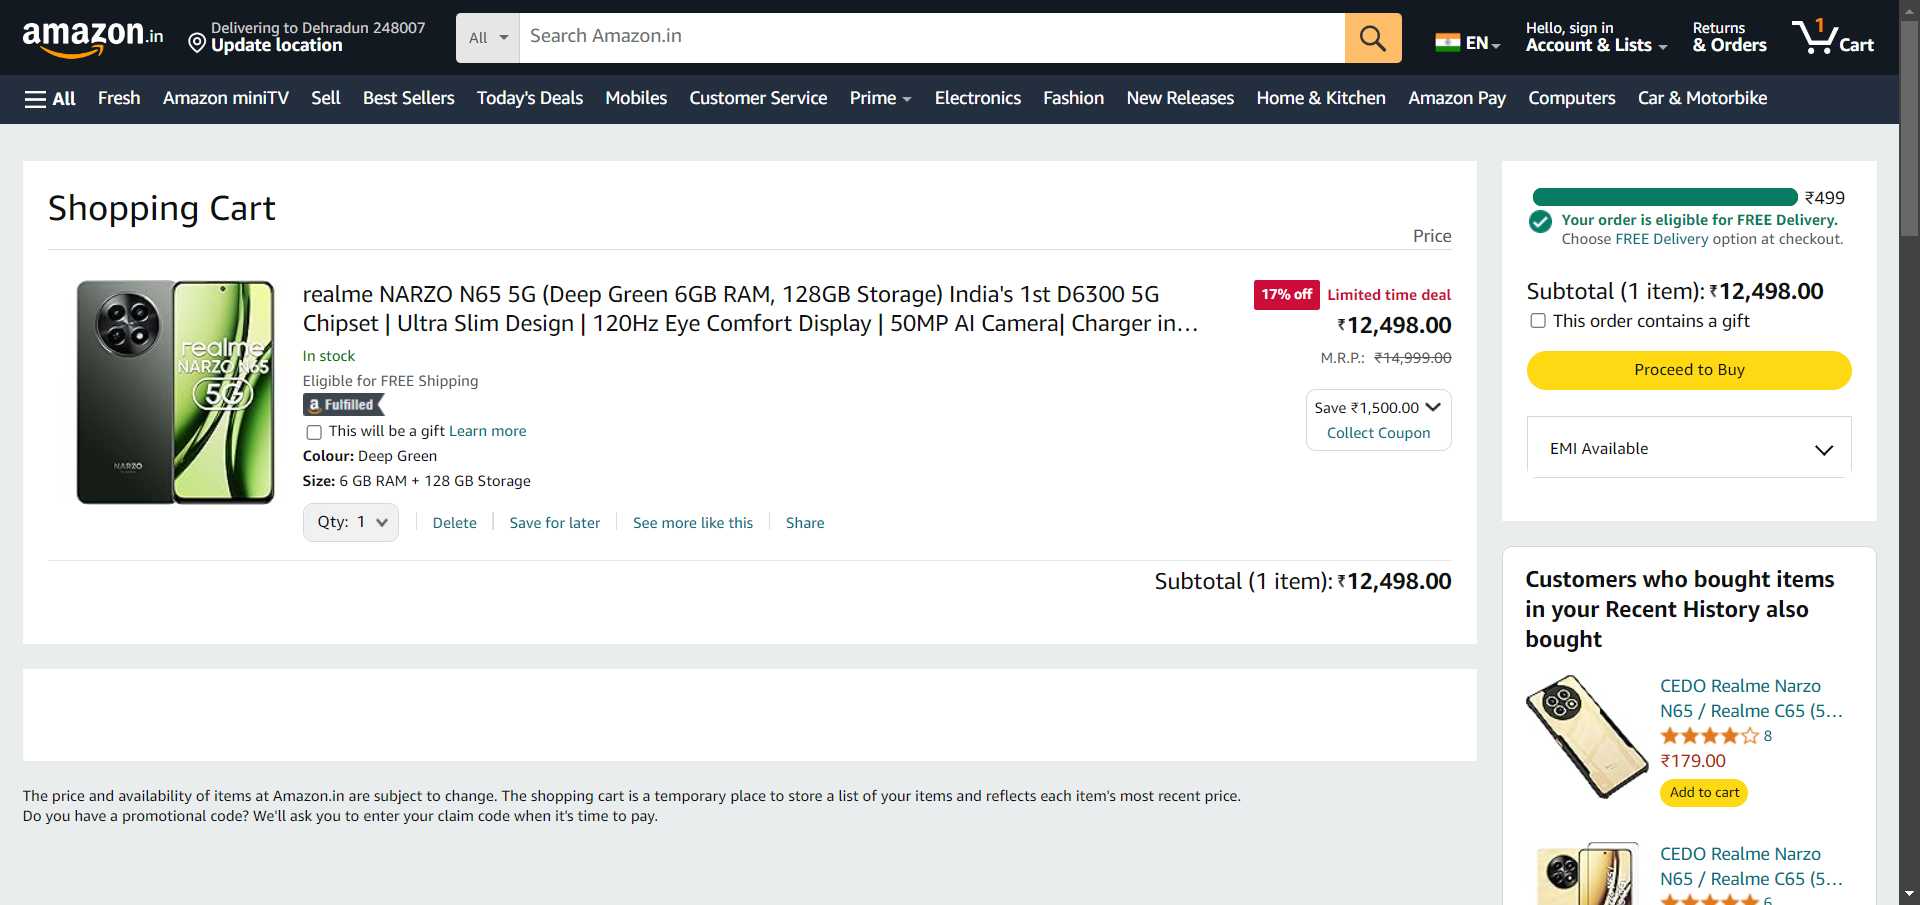 amazon.in
Delivering to Dehradun 248007
Update location
All
Search Amazon.in
EN
Hello, sign in
Account & Lists
Returns
& Orders
1
Cart
All
Fresh
Amazon miniTV
Sell
Best Sellers
Today's Deals
Mobiles
Customer Service
Prime
Electronics
Fashion
New Releases
Home & Kitchen
Amazon Pay
Computers
Car & Motorbike
Shopping Cart
Price
realme
NARZO N65
5G
NARZO
realme NARZO N65 5G (Deep Green 6GB RAM, 128GB Storage) India's 1st D6300 5G
Chipset | Ultra Slim Design | 120Hz Eye Comfort Display | 50MP AI Camera| Charger in…
In stock
Eligible for FREE Shipping
a Fulfilled
This will be a gift Learn more
Colour: Deep Green
Size: 6 GB RAM + 128 GB Storage
Qty: 1
Delete
Save for later
See more like this
Share
17% off
Limited time deal
₹12,498.00
M.R.P.: ₹14,999.00
Save ₹1,500.00
Collect Coupon
Subtotal (1 item): ₹12,498.00
The price and availability of items at Amazon.in are subject to change. The shopping cart is a temporary place to store a list of your items and reflects each item's most recent price.
Do you have a promotional code? We'll ask you to enter your claim code when it's time to pay.
₹499
Your order is eligible for FREE Delivery.
Choose FREE Delivery option at checkout.
Subtotal (1 item): ₹12,498.00
This order contains a gift
Proceed to Buy
EMI Available
Customers who bought items
in your Recent History also
bought
CEDO Realme Narzo
N65 / Realme C65 (5…
8
₹179.00
Add to cart
CEDO Realme Narzo
N65 / Realme C65 (5…
6